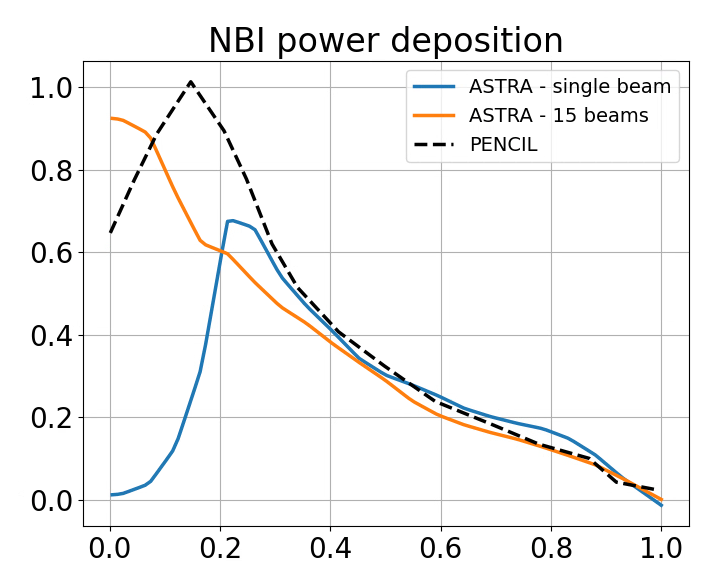 NBI power deposition
ASTRA - single beam
ASTRA - 15 beams
PENCIL
1.0
0.8
0.6
0.4
0.2
0.0
0.0 0.2 0.4 0.6 0.8 1.0